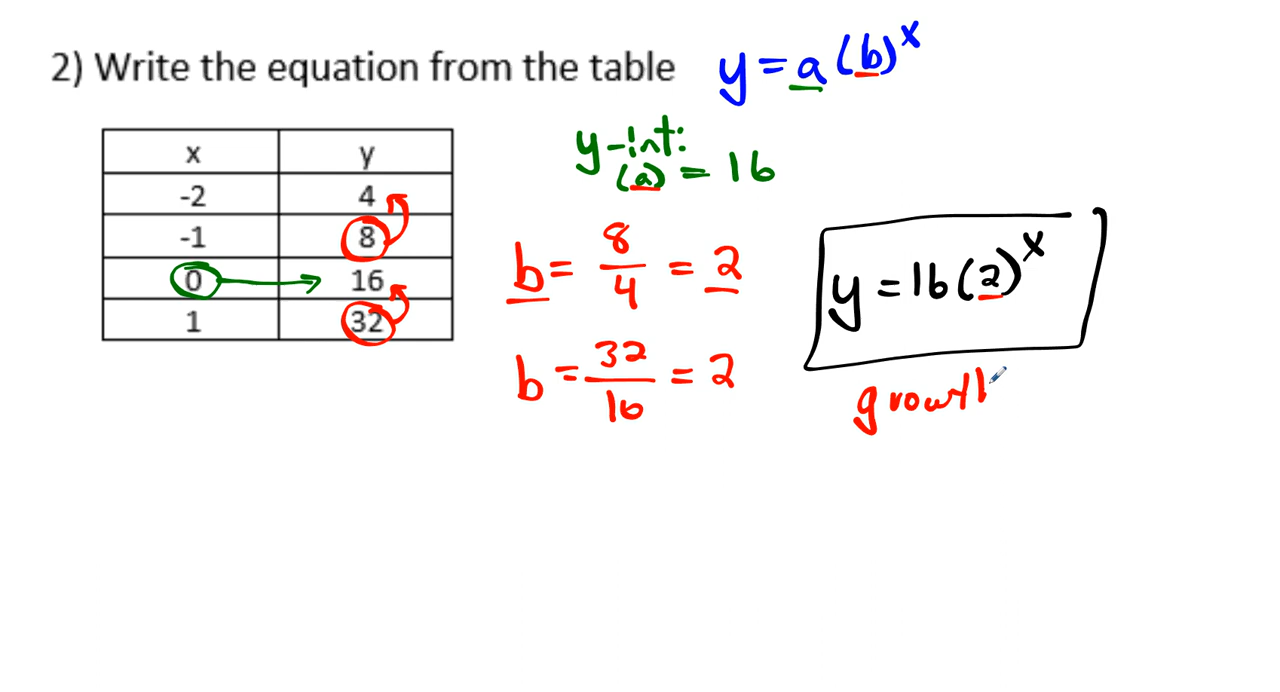 2) Write the equation from the table y = a (b)^x
x y
-2 4
-1 8
0 16
1 32
y-int:
(a) = 16
b = 8/4 = 2
b = 32/16 = 2
y = 16(2)^x
growth